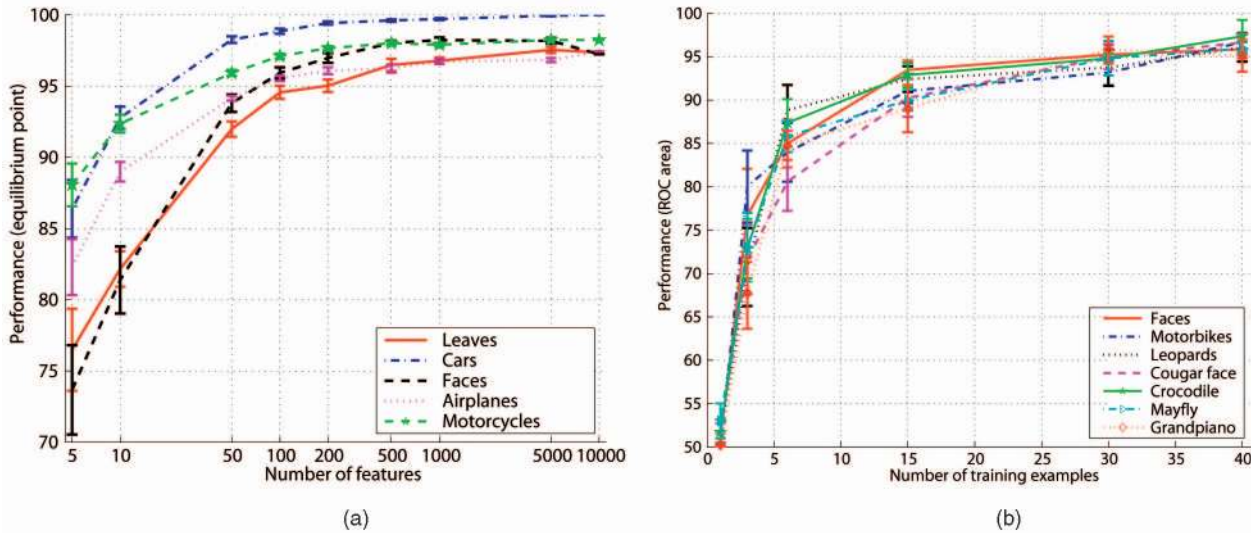 Performance (equilibrium point)
100
95
90
85
80
75
70
5 10 50 100 200 500 1000 5000 10000
Number of features
Leaves
Cars
Faces
Airplanes
Motorcycles
(a)
Performance (ROC area)
100
95
90
85
80
75
70
65
60
55
50
0 5 10 15 20 25 30 35 40
Number of training examples
Faces
Motorbikes
Leopards
Cougar face
Crocodile
Mayfly
Grandpiano
(b)